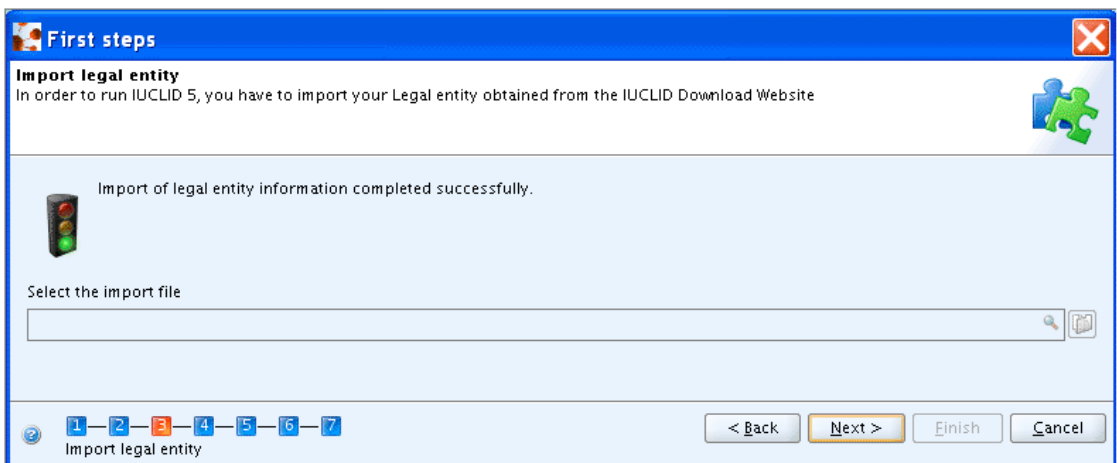 First steps
Import legal entity
In order to run IUCLID 5, you have to import your Legal entity obtained from the IUCLID Download Website
Import of legal entity information completed successfully.
Select the import file
1 2 3 4 5 6 7
Import legal entity
< Back Next > Finish Cancel